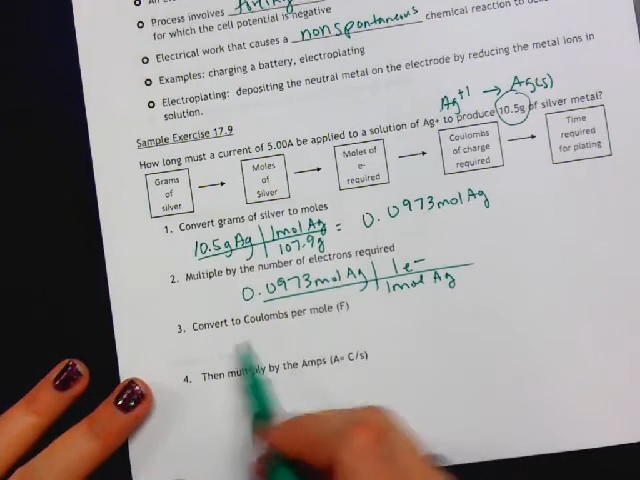 Process involves forcing
for which the cell potential is negative
Electrical work that causes a nonspontaneous chemical reaction to
Examples: charging a battery, electroplating
Electroplating: depositing the neutral metal on the electrode by reducing the metal ions in
solution.
Ag+1 → Ag(s)
Sample Exercise 17.9
How long must a current of 5.00A be applied to a solution of Ag+ to produce 10.5g of silver metal?
Grams of silver → Moles of Silver → Moles of e- required → Coulombs of charge required → Time required for plating
1. Convert grams of silver to moles
10.5g Ag | 1mol Ag = 0.0973mol Ag
107.9g
2. Multiply by the number of electrons required
0.0973mol Ag | 1e-
1mol Ag
3. Convert to Coulombs per mole (F)
4. Then multiply by the Amps (A= C/s)